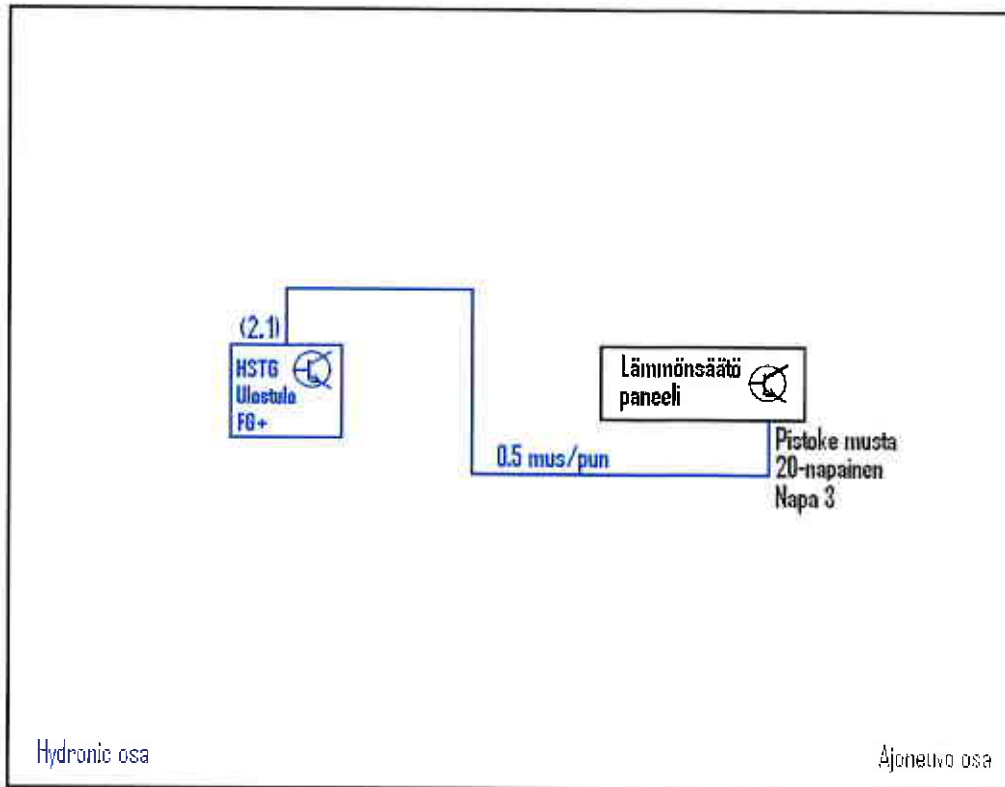 (2.1)
HSTG
Ulostulo
FG+
Lämmönsäätö
paneeli
0.5 mus/pun
Pistoke musta
20-napainen
Napa 3
Hydronic osa
Ajoneuvo osa